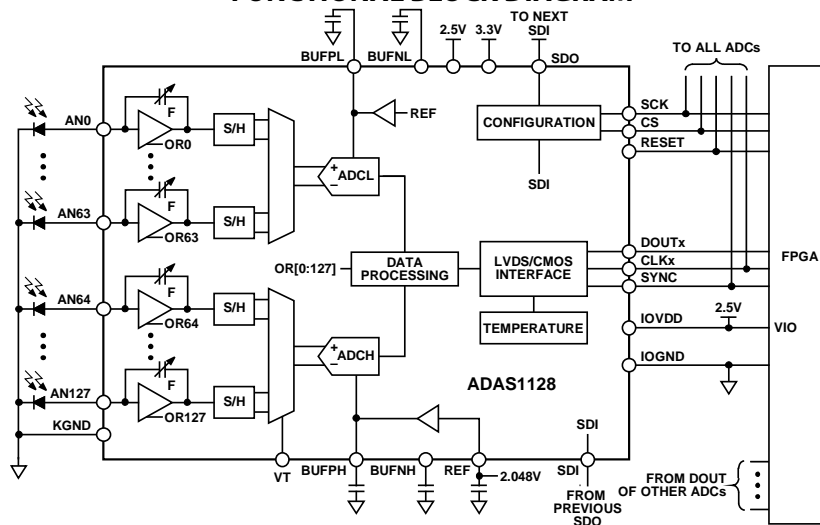 FUNCTIONAL BLOCK DIAGRAM
TO NEXT
SDI
2.5V
3.3V
BUFPL
BUFNL
SDO
TO ALL ADCs
AN0
F
OR0
S/H
REF
CONFIGURATION
SCK
CS
RESET
SDI
+
–
ADCL
AN63
F
OR63
S/H
OR[0:127]
DATA
PROCESSING
LVDS/CMOS
INTERFACE
DOUTx
CLKx
SYNC
FPGA
AN64
F
OR64
S/H
+
–
ADCH
TEMPERATURE
IOVDD
2.5V
VIO
IOGND
AN127
F
OR127
S/H
ADAS1128
KGND
VT
BUFPH
BUFNH
REF
2.048V
SDI
SDI
FROM
PREVIOUS
SDO
FROM DOUT
OF OTHER ADCs